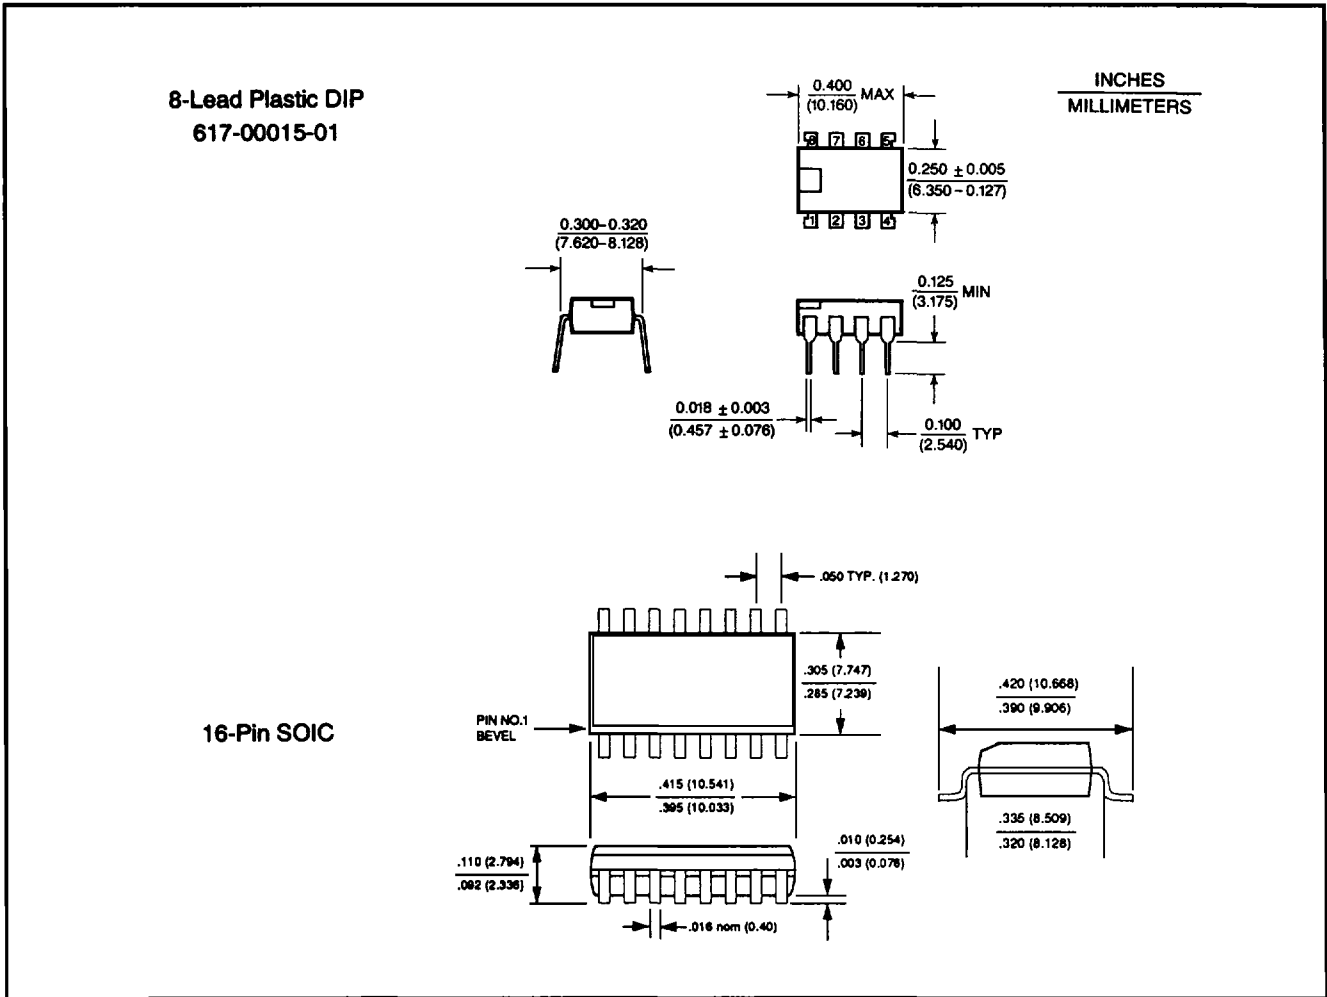 8-Lead Plastic DIP
617-00015-01
INCHES
MILLIMETERS
0.400
(10.160)
MAX
8 7 6 5
0.250 ± 0.005
(6.350 – 0.127)
1 2 3 4
0.300–0.320
(7.620–8.128)
0.125
(3.175)
MIN
0.018 ± 0.003
(0.457 ± 0.076)
0.100
(2.540)
TYP
16-Pin SOIC
.050 TYP. (1.270)
.305 (7.747)
.285 (7.239)
PIN NO.1
BEVEL
.420 (10.668)
.390 (9.906)
.415 (10.541)
.395 (10.033)
.335 (8.509)
.320 (8.128)
.010 (0.254)
.003 (0.076)
.110 (2.794)
.092 (2.336)
.016 nom (0.40)